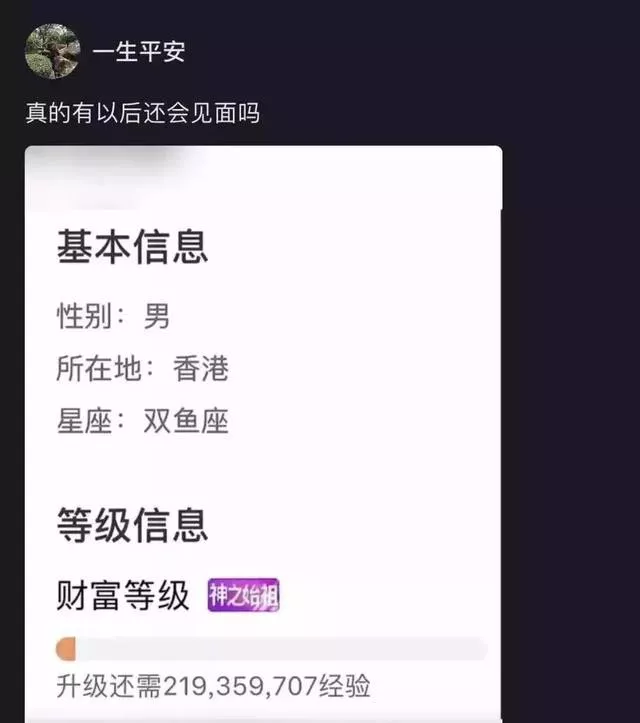 一生平安
真的有以后还会见面吗
基本信息
性别：男
所在地：香港
星座：双鱼座
等级信息
财富等级 神之始祖
升级还需219,359,707经验